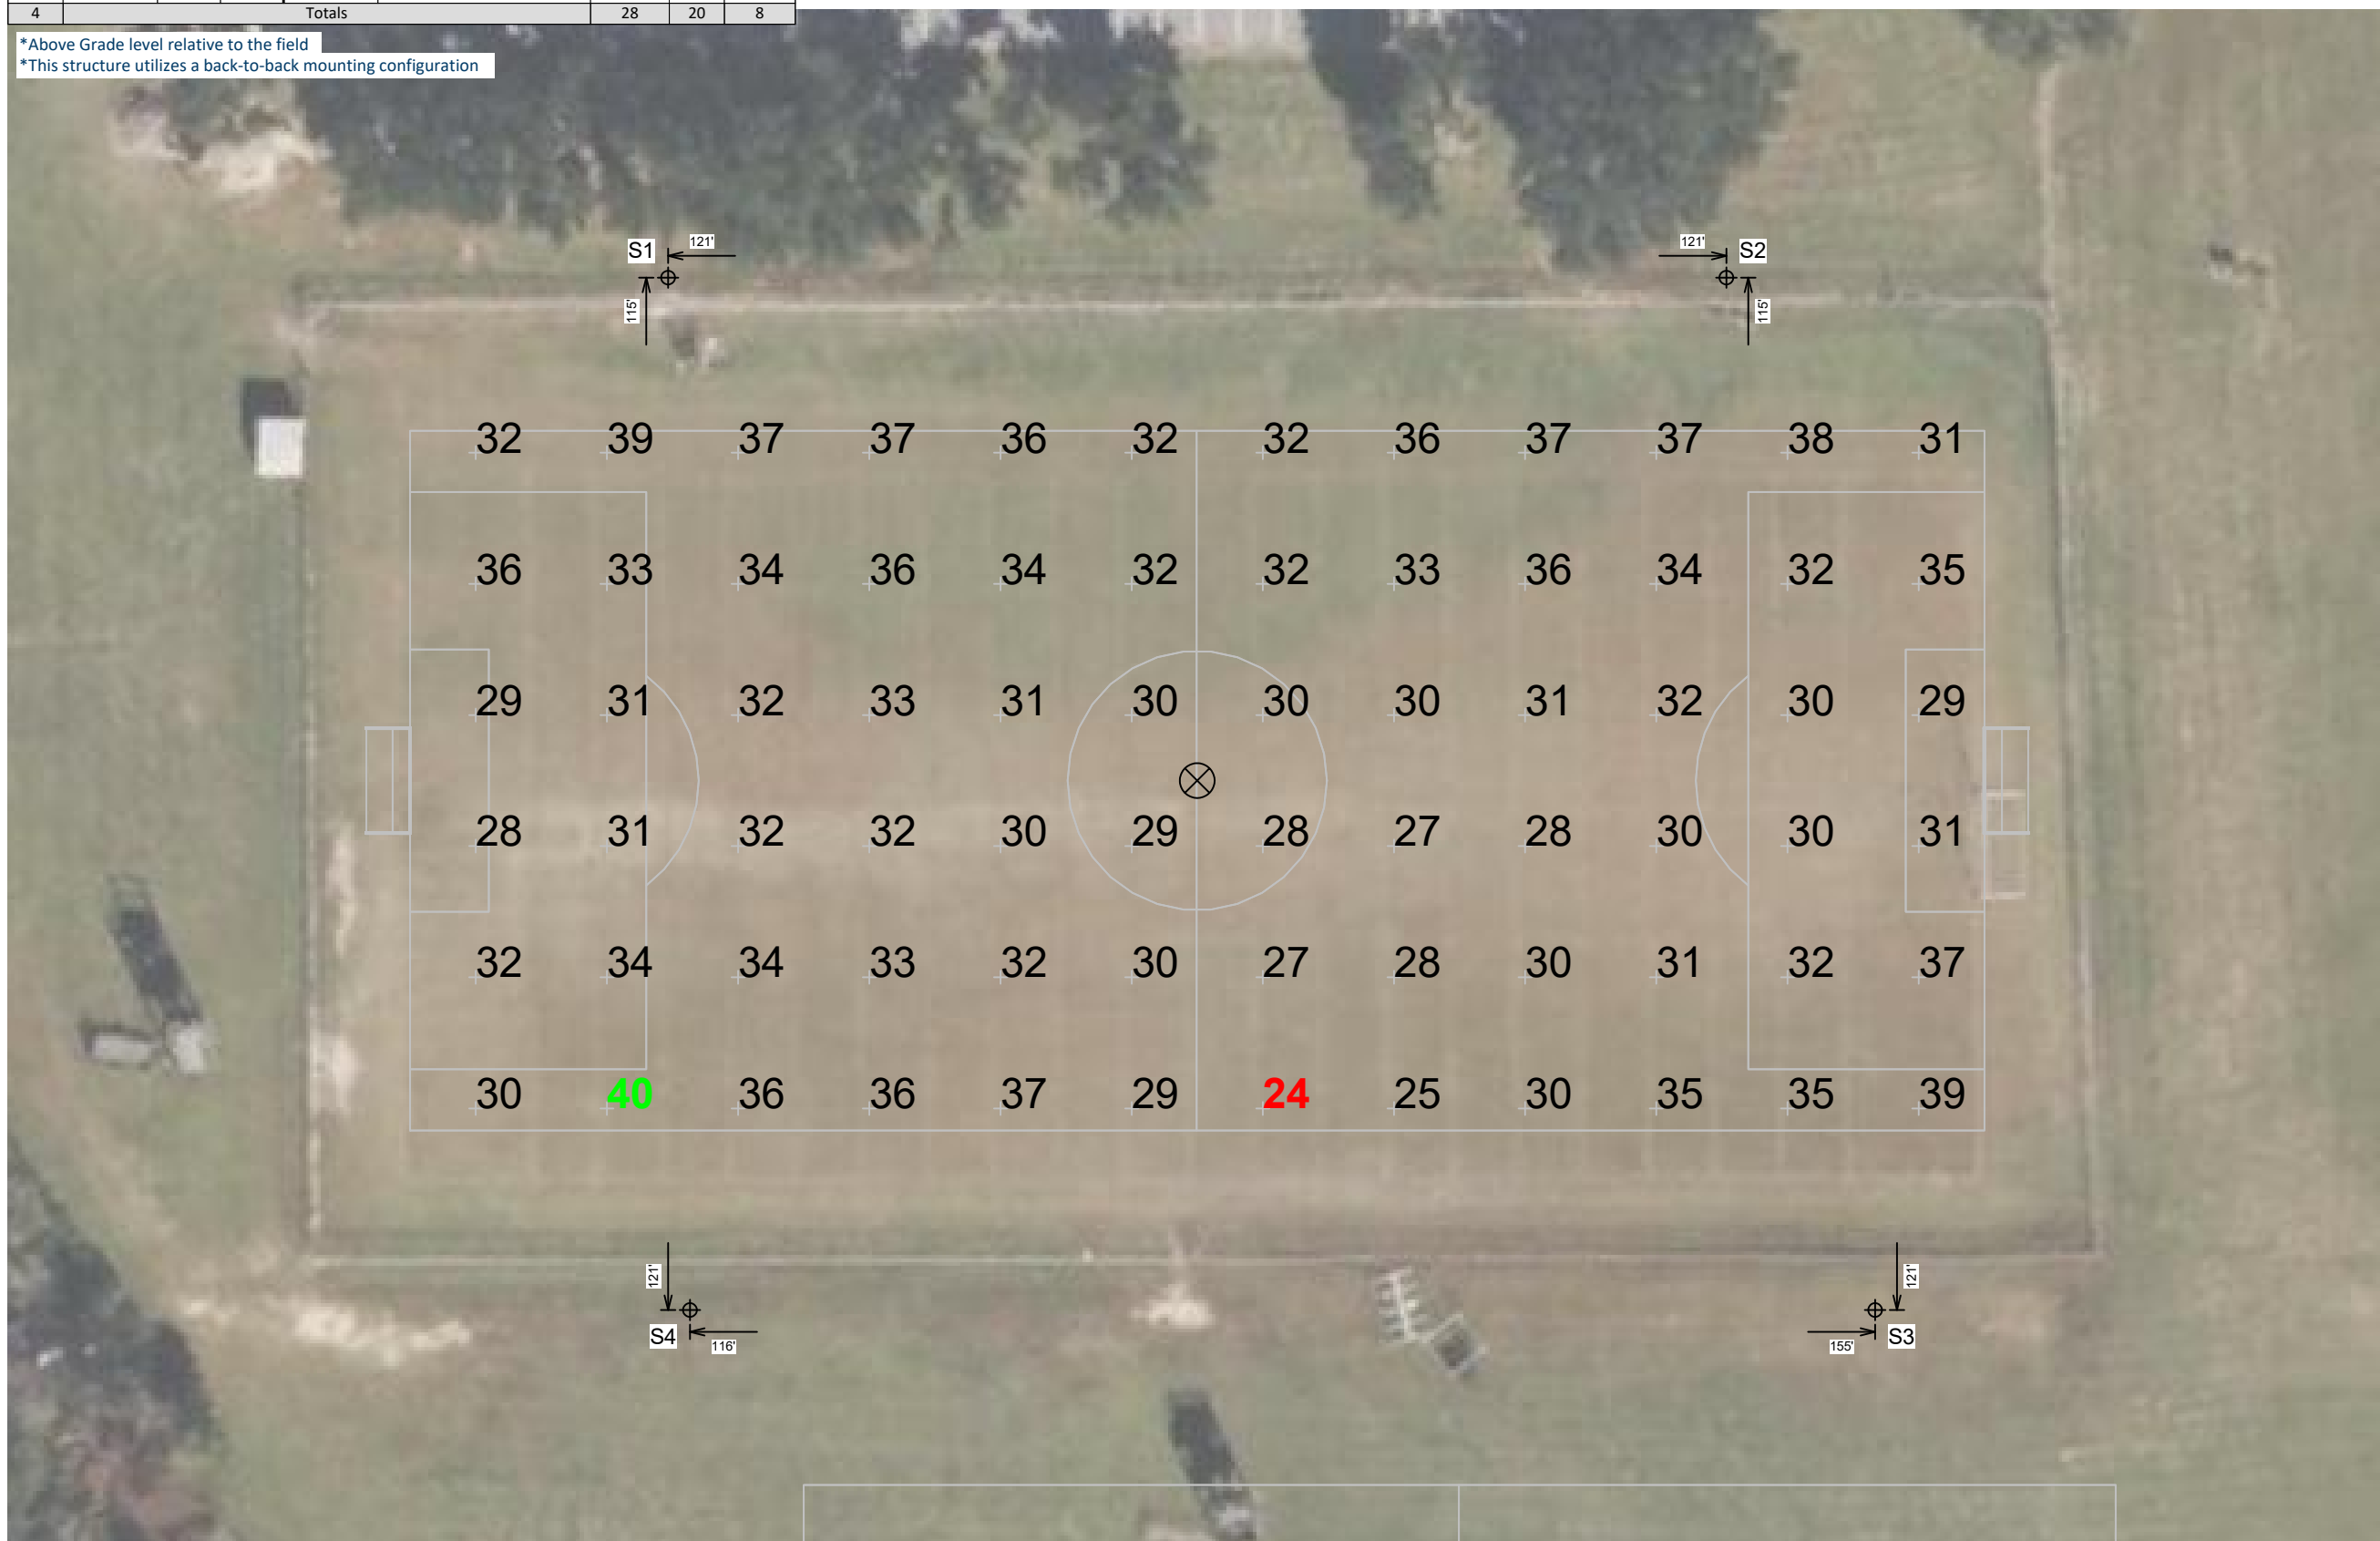 4 Totals 28 20 8
*Above Grade level relative to the field
*This structure utilizes a back-to-back mounting configuration
S1 121' 121' S2
115' 115'
32 39 37 37 36 32 32 36 37 37 38 31
36 33 34 36 34 32 32 33 36 34 32 35
29 31 32 33 31 30 30 30 31 32 30 29
28 31 32 32 30 29 28 27 28 30 30 31
32 34 34 33 32 30 27 28 30 31 32 37
30 40 36 36 37 29 24 25 30 35 35 39
121' 121'
S4 116' 155' S3